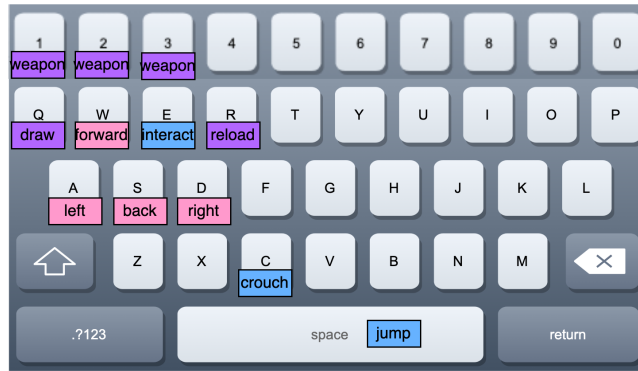 1 2 3 4 5 6 7 8 9 0
weapon weapon weapon
Q W E R T Y U I O P
draw forward interact reload
A S D F G H J K L
left back right
Z X C V B N M
crouch
.?123 space jump return